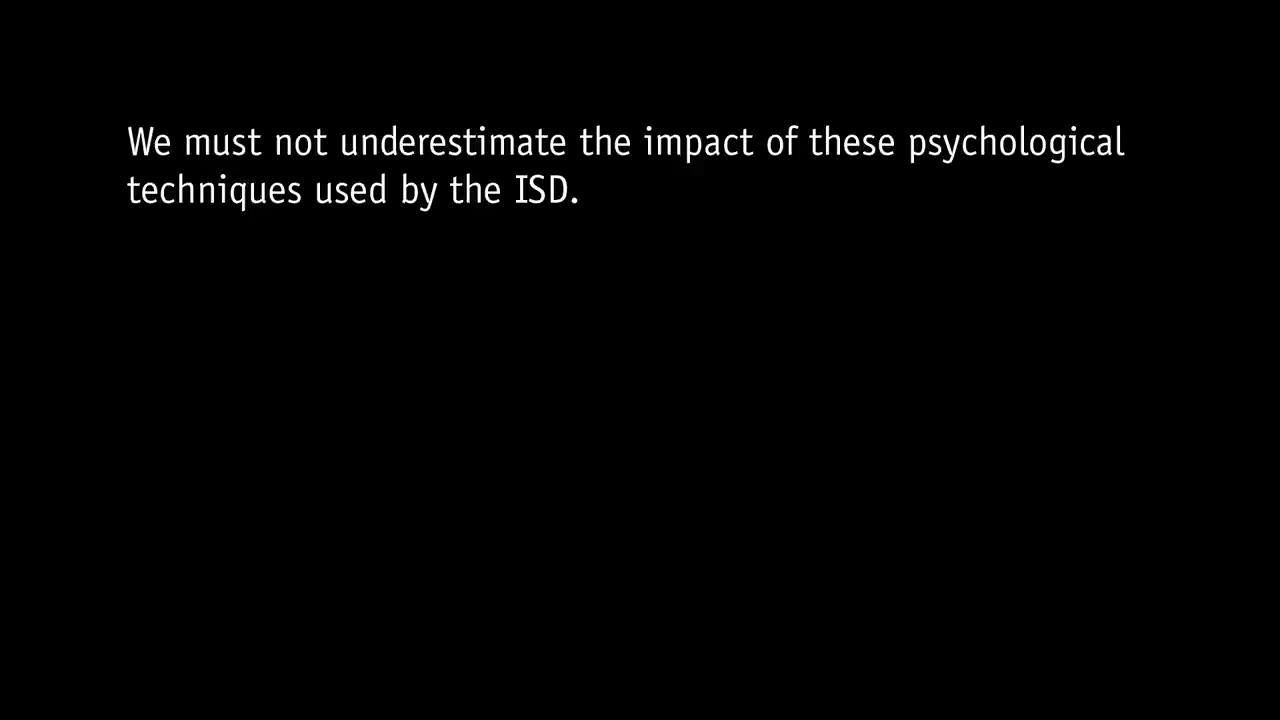 We must not underestimate the impact of these psychological
techniques used by the ISD.